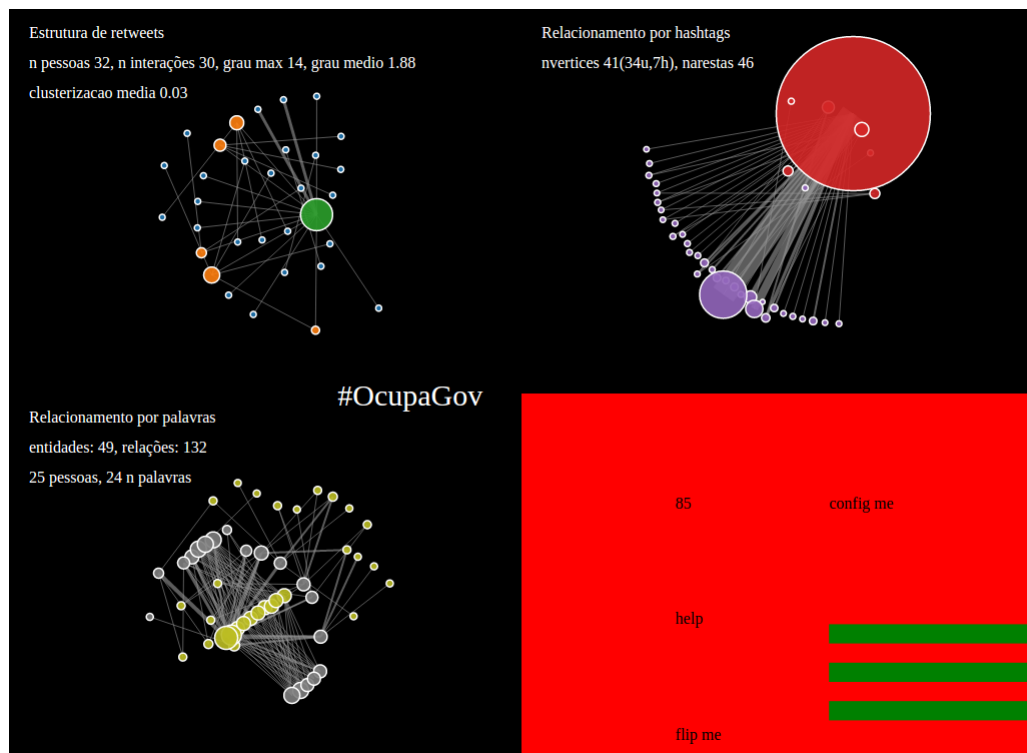 Estrutura de retweets
n pessoas 32, n interações 30, grau max 14, grau medio 1.88
clusterizacao media 0.03
Relacionamento por hashtags
nvertices 41(34u,7h), narestas 46
#OcupaGov
Relacionamento por palavras
entidades: 49, relações: 132
25 pessoas, 24 n palavras
85
config me
help
flip me